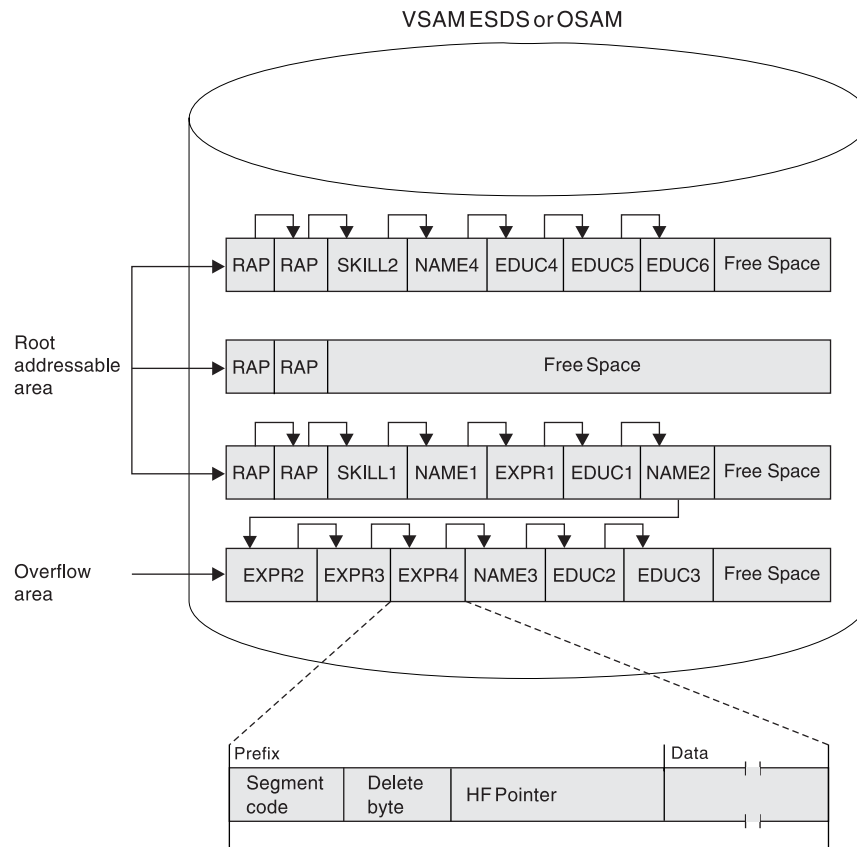 VSAM ESDS or OSAM
RAP RAP SKILL2 NAME4 EDUC4 EDUC5 EDUC6 Free Space
Root
addressable
area
RAP RAP Free Space
RAP RAP SKILL1 NAME1 EXPR1 EDUC1 NAME2 Free Space
Overflow
area
EXPR2 EXPR3 EXPR4 NAME3 EDUC2 EDUC3 Free Space
Prefix Data
Segment
code
Delete
byte
HF Pointer